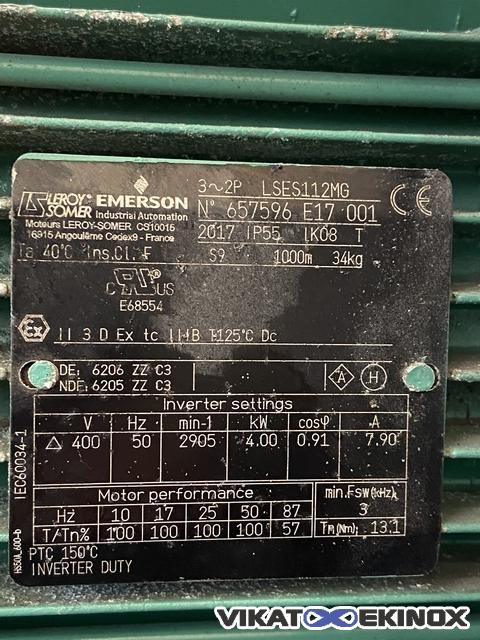 LEROY-SOMER EMERSON Industrial Automation
3~2P LSES112MG
CE
N° 657596 E17 001
Moteurs LEROY-SOMER CS10015
16915 Angoulême Cedex9 - France
2017 IP55 IK08 T
Ta 40°C Ins.Cl. F S9 1000m 34kg
C US
E68554
Ex II 3 D Ex tc IIIB T125°C Dc
DE: 6206 ZZ C3
NDE: 6205 ZZ C3
A H
Inverter settings
V Hz min-1 kW cosφ A
Δ 400 50 2905 4.00 0.91 7.90
Motor performance min.Fsw(kHz)
Hz 10 17 25 50 87 3
T/Tn% 100 100 100 100 57 Tn(Nm): 13.1
PTC 150°C
INVERTER DUTY
IEC60034-1
HS50A_600-b
VIKAT EKINOX